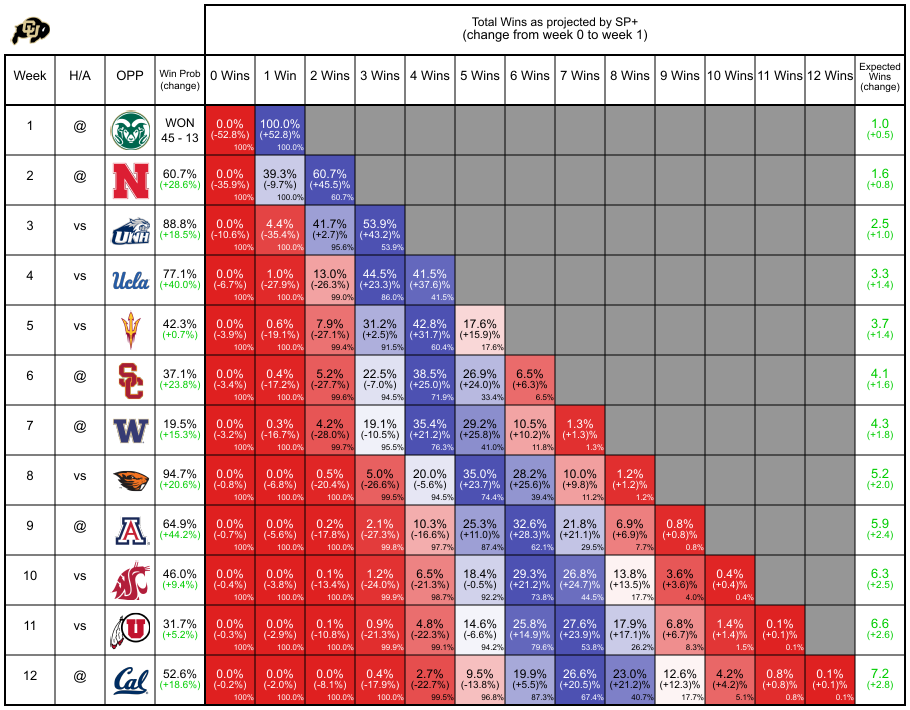 CU
Total Wins as projected by SP+
(change from week 0 to week 1)
Week H/A OPP Win Prob (change) 0 Wins 1 Win 2 Wins 3 Wins 4 Wins 5 Wins 6 Wins 7 Wins 8 Wins 9 Wins 10 Wins 11 Wins 12 Wins Expected Wins (change)
1 @ WON 0.0% 100.0% 1.0
45 - 13 (-52.8%) (+52.8)% (+0.5)
100% 100.0%
2 @ N 60.7% 0.0% 39.3% 60.7% 1.6
(+28.6%) (-35.9%) (-9.7%) (+45.5)% (+0.8)
100% 100.0% 60.7%
3 vs UNH 88.8% 0.0% 4.4% 41.7% 53.9% 2.5
(+18.5%) (-10.6%) (-35.4%) (+2.7)% (+43.2)% (+1.0)
100% 100.0% 95.6% 53.9%
4 vs Ucla 77.1% 0.0% 1.0% 13.0% 44.5% 41.5% 3.3
(+40.0%) (-6.7%) (-27.9%) (-26.3%) (+23.3)% (+37.6)% (+1.4)
100% 100.0% 99.0% 86.0% 41.5%
5 vs 42.3% 0.0% 0.6% 7.9% 31.2% 42.8% 17.6% 3.7
(+0.7%) (-3.9%) (-19.1%) (-27.1%) (+2.5)% (+31.7)% (+15.9)% (+1.4)
100% 100.0% 99.4% 91.5% 60.4% 17.6%
6 @ SC 37.1% 0.0% 0.4% 5.2% 22.5% 38.5% 26.9% 6.5% 4.1
(+23.8%) (-3.4%) (-17.2%) (-27.7%) (-7.0%) (+25.0)% (+24.0)% (+6.3)% (+1.6)
100% 100.0% 99.6% 94.5% 71.9% 33.4% 6.5%
7 @ W 19.5% 0.0% 0.3% 4.2% 19.1% 35.4% 29.2% 10.5% 1.3% 4.3
(+15.3%) (-3.2%) (-16.7%) (-28.0%) (-10.5%) (+21.2)% (+25.8)% (+10.2)% (+1.3)% (+1.8)
100% 100.0% 99.7% 95.5% 76.3% 41.0% 11.8% 1.3%
8 vs 94.7% 0.0% 0.0% 0.5% 5.0% 20.0% 35.0% 28.2% 10.0% 1.2% 5.2
(+20.6%) (-0.8%) (-6.8%) (-20.4%) (-26.6%) (-5.6%) (+23.7)% (+25.6)% (+9.8)% (+1.2)% (+2.0)
100% 100.0% 100.0% 99.5% 94.5% 74.4% 39.4% 11.2% 1.2%
9 @ A 64.9% 0.0% 0.0% 0.2% 2.1% 10.3% 25.3% 32.6% 21.8% 6.9% 0.8% 5.9
(+44.2%) (-0.7%) (-5.6%) (-17.8%) (-27.3%) (-16.6%) (+11.0)% (+28.3)% (+21.1)% (+6.9)% (+0.8)% (+2.4)
100% 100.0% 100.0% 99.8% 97.7% 87.4% 62.1% 29.5% 7.7% 0.8%
10 vs 46.0% 0.0% 0.0% 0.1% 1.2% 6.5% 18.4% 29.3% 26.8% 13.8% 3.6% 0.4% 6.3
(+9.4%) (-0.4%) (-3.8%) (-13.4%) (-24.0%) (-21.3%) (-0.5%) (+21.2)% (+24.7)% (+13.5)% (+3.6)% (+0.4)% (+2.5)
100% 100.0% 100.0% 99.9% 98.7% 92.2% 73.8% 44.5% 17.7% 4.0% 0.4%
11 vs U 31.7% 0.0% 0.0% 0.1% 0.9% 4.8% 14.6% 25.8% 27.6% 17.9% 6.8% 1.4% 0.1% 6.6
(+5.2%) (-0.3%) (-2.9%) (-10.8%) (-21.3%) (-22.3%) (-6.6%) (+14.9)% (+23.9)% (+17.1)% (+6.7)% (+1.4)% (+0.1)% (+2.6)
100% 100.0% 100.0% 99.9% 99.1% 94.2% 79.6% 53.8% 26.2% 8.3% 1.5% 0.1%
12 @ Cal 52.6% 0.0% 0.0% 0.0% 0.4% 2.7% 9.5% 19.9% 26.6% 23.0% 12.6% 4.2% 0.8% 0.1% 7.2
(+18.6%) (-0.2%) (-2.0%) (-8.1%) (-17.9%) (-22.7%) (-13.8%) (+5.5)% (+20.5)% (+21.2)% (+12.3)% (+4.2)% (+0.8)% (+0.1)% (+2.8)
100% 100.0% 100.0% 100.0% 99.5% 96.8% 87.3% 67.4% 40.7% 17.7% 5.1% 0.8% 0.1%